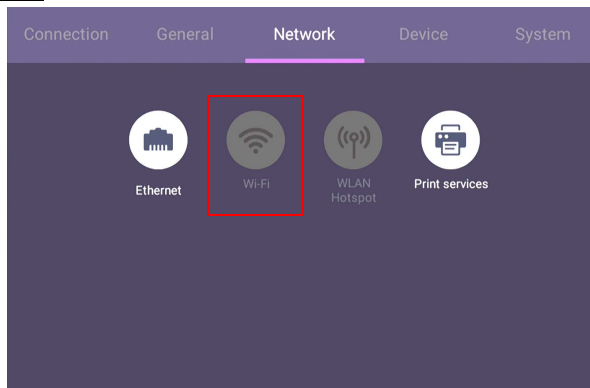 Connection General Network Device System
Ethernet Wi-Fi WLAN Print services
Hotspot